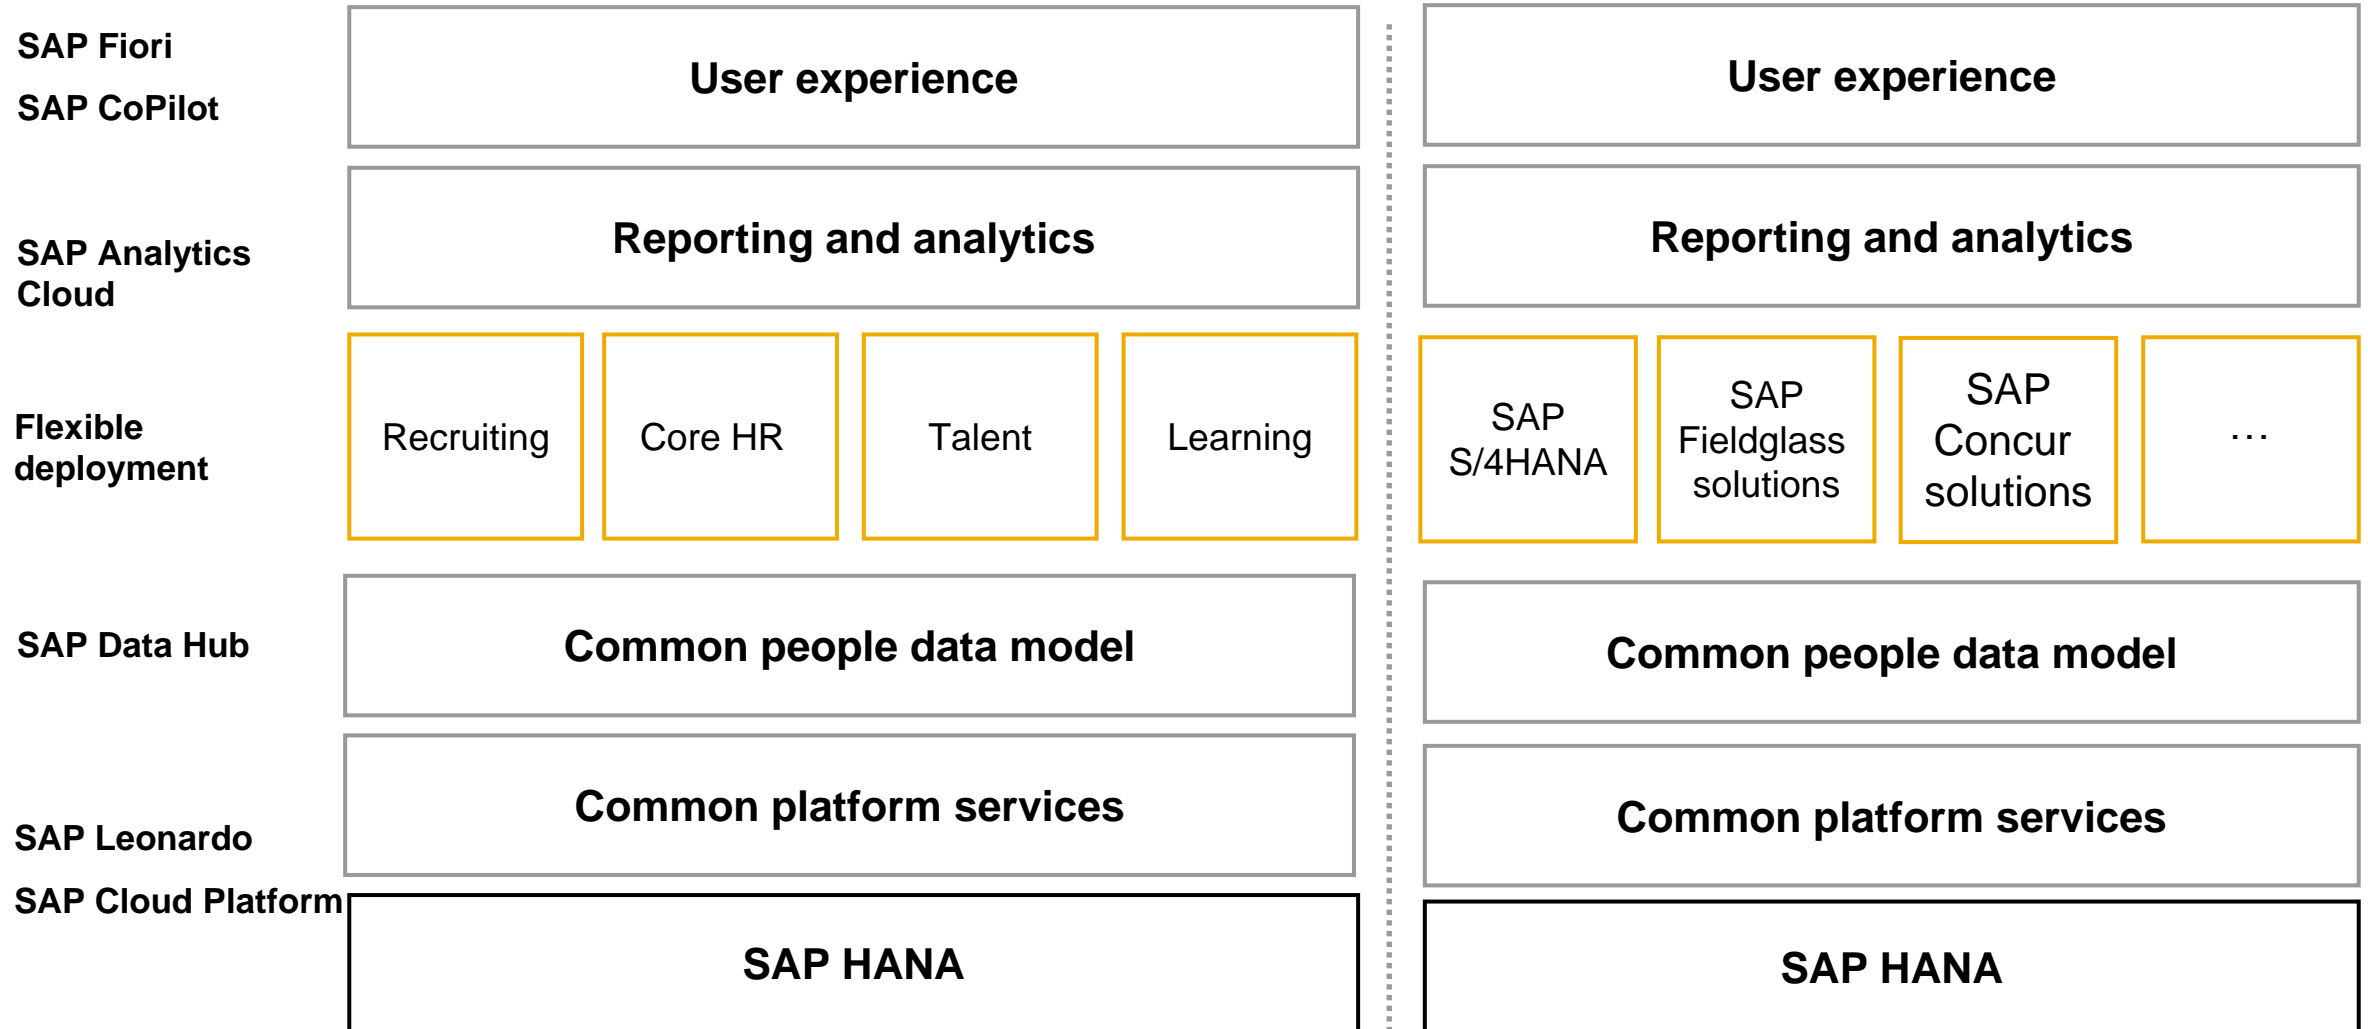 SAP Fiori
SAP CoPilot
User experience
User experience
SAP Analytics
Cloud
Reporting and analytics
Reporting and analytics
Flexible
deployment
Recruiting
Core HR
Talent
Learning
SAP
S/4HANA
SAP
Fieldglass
solutions
SAP
Concur
solutions
...
SAP Data Hub
Common people data model
Common people data model
SAP Leonardo
SAP Cloud Platform
Common platform services
Common platform services
SAP HANA
SAP HANA